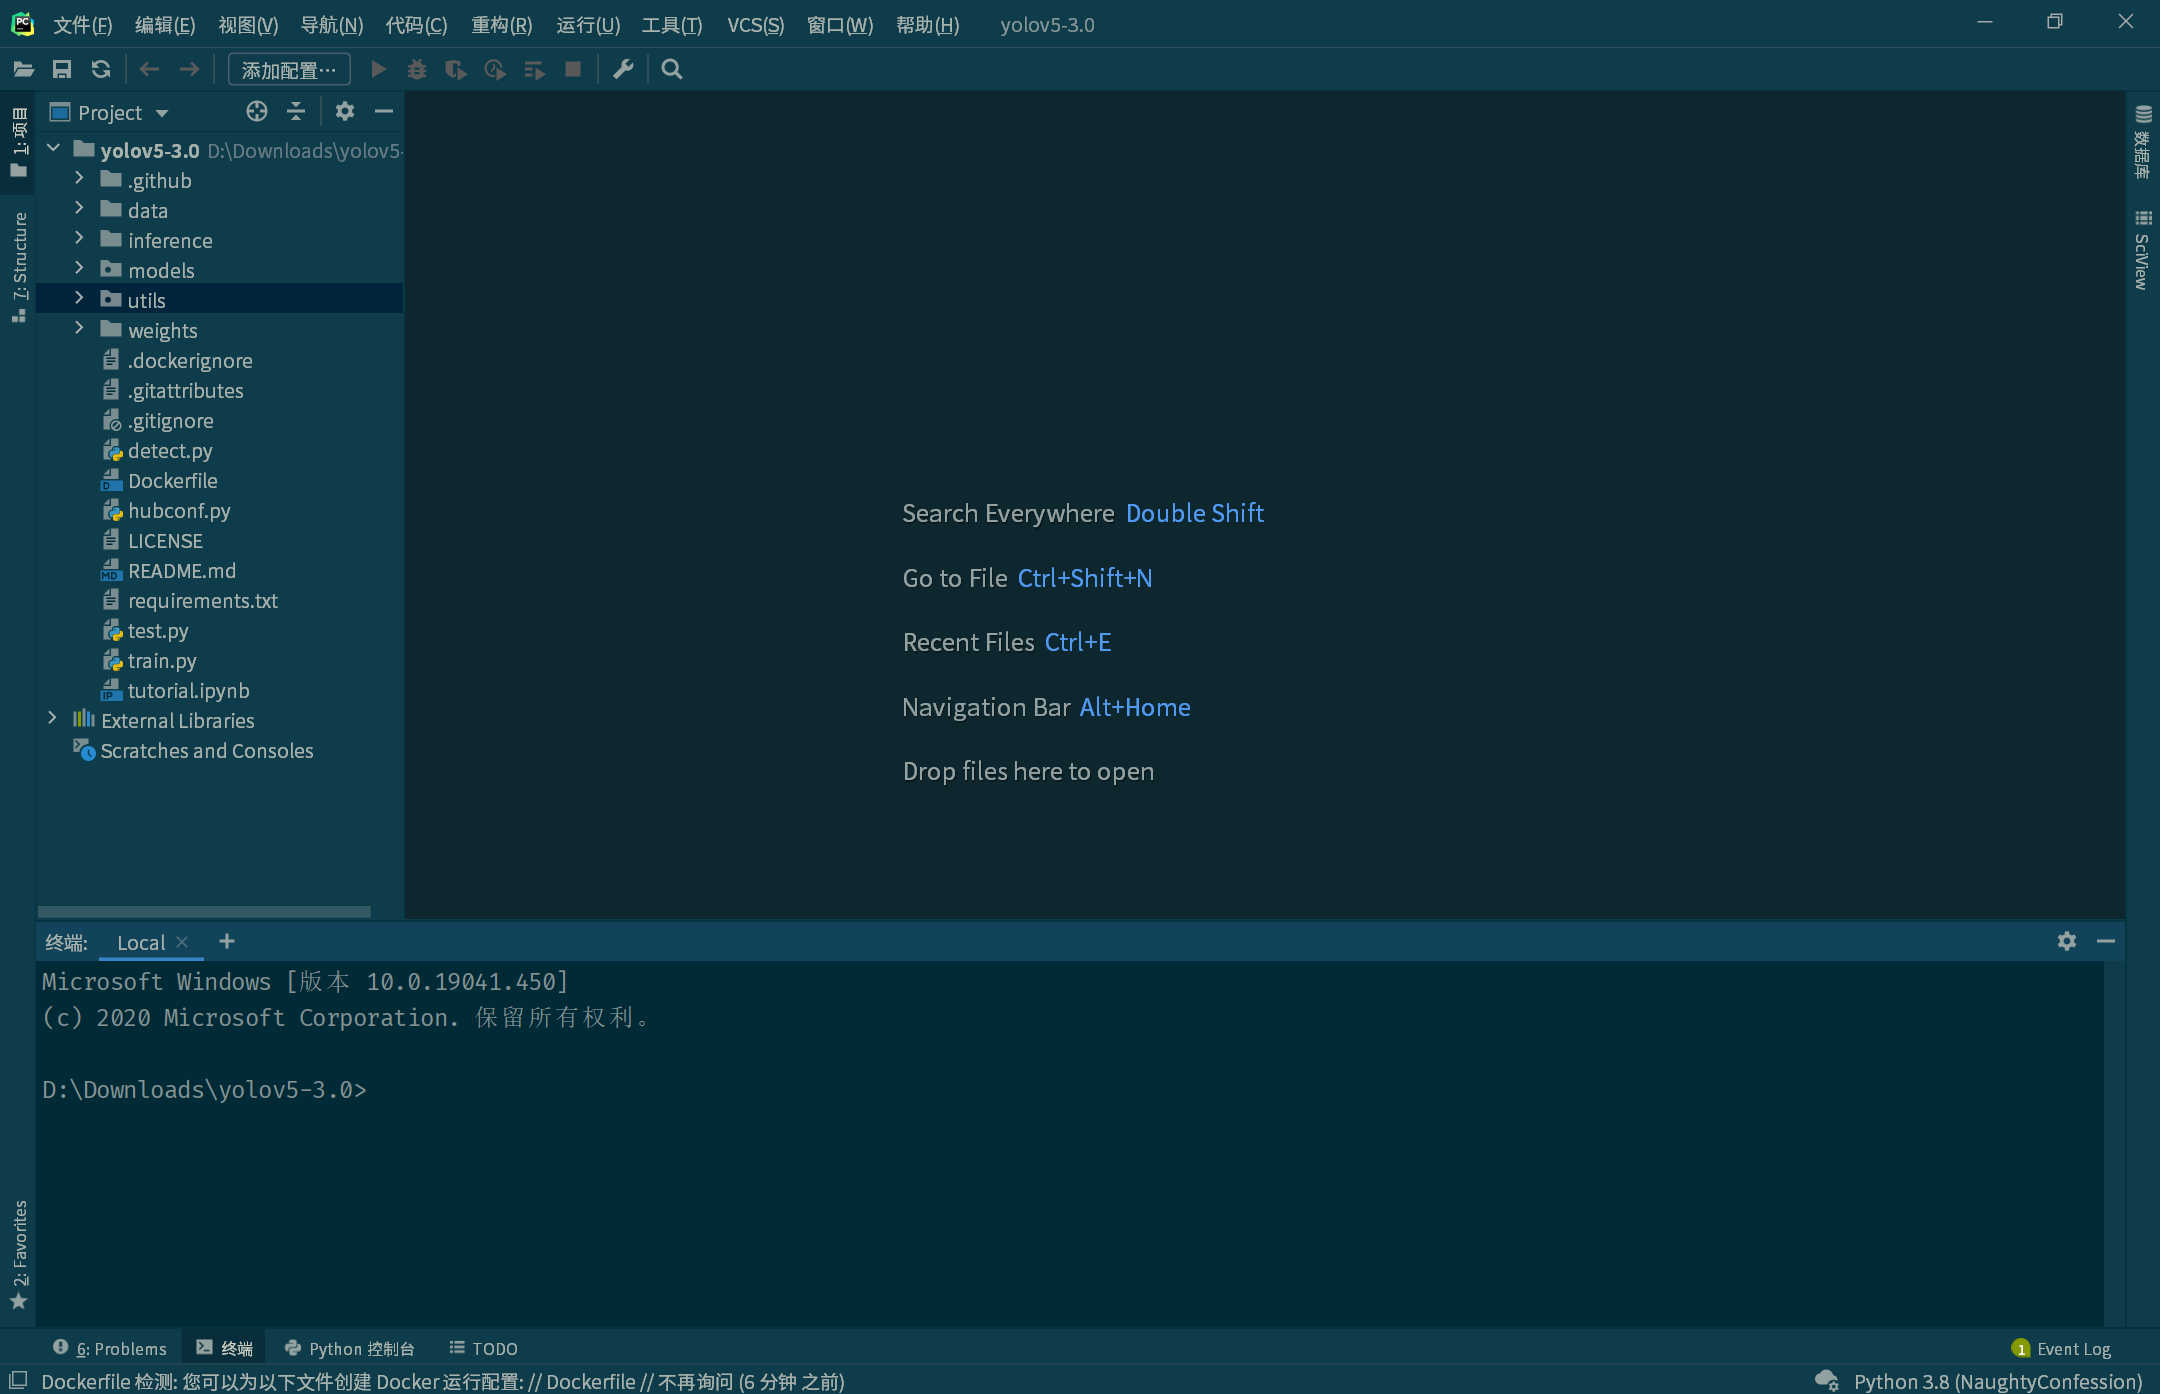 文件(F) 编辑(E) 视图(V) 导航(N) 代码(C) 重构(R) 运行(U) 工具(T) VCS(S) 窗口(W) 帮助(H) yolov5-3.0
添加配置…
1: 项目
7: Structure
2: Favorites
Project
yolov5-3.0 D:\Downloads\yolov5-
.github
data
inference
models
utils
weights
.dockerignore
.gitattributes
.gitignore
detect.py
Dockerfile
hubconf.py
LICENSE
README.md
requirements.txt
test.py
train.py
tutorial.ipynb
External Libraries
Scratches and Consoles
Search Everywhere Double Shift
Go to File Ctrl+Shift+N
Recent Files Ctrl+E
Navigation Bar Alt+Home
Drop files here to open
数据库
SciView
终端: Local
Microsoft Windows [版本 10.0.19041.450]
(c) 2020 Microsoft Corporation. 保留所有权利。
D:\Downloads\yolov5-3.0>
6: Problems 终端 Python 控制台 TODO 1 Event Log
Dockerfile 检测: 您可以为以下文件创建 Docker 运行配置: // Dockerfile // 不再询问 (6 分钟 之前) Python 3.8 (NaughtyConfession)